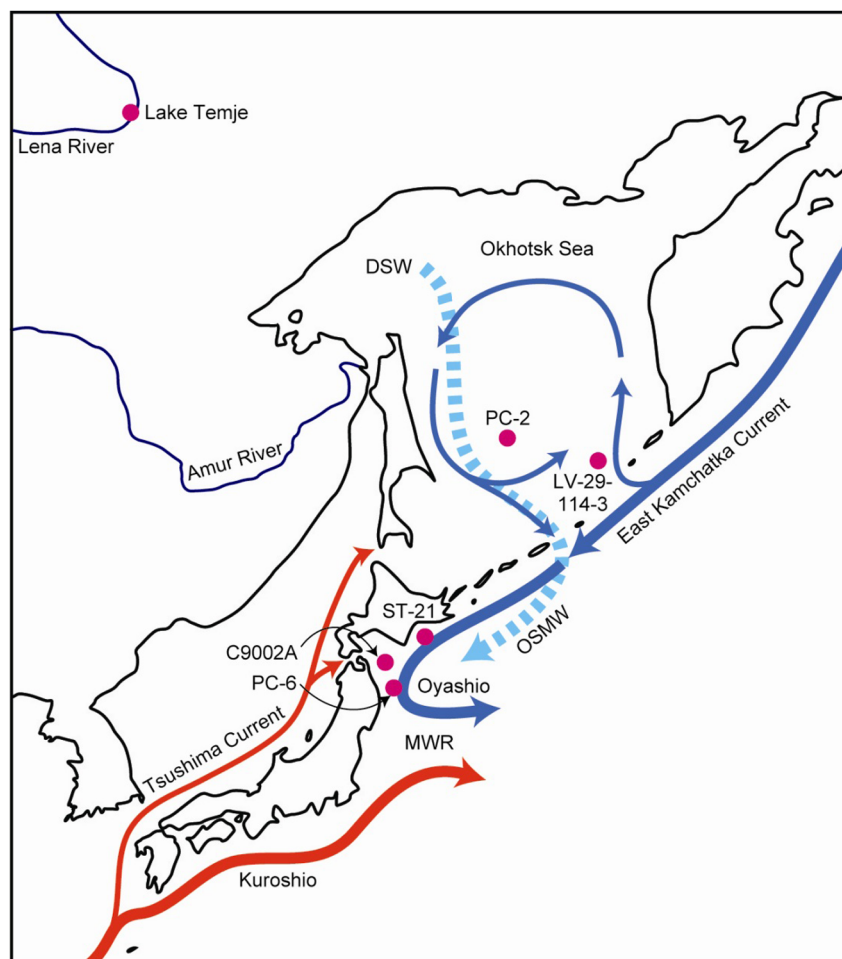 Lake Temje
Lena River
DSW
Okhotsk Sea
PC-2
Amur River
LV-29-
114-3
East Kamchatka Current
ST-21
OSMW
C9002A
PC-6
Oyashio
Tsushima Current
MWR
Kuroshio